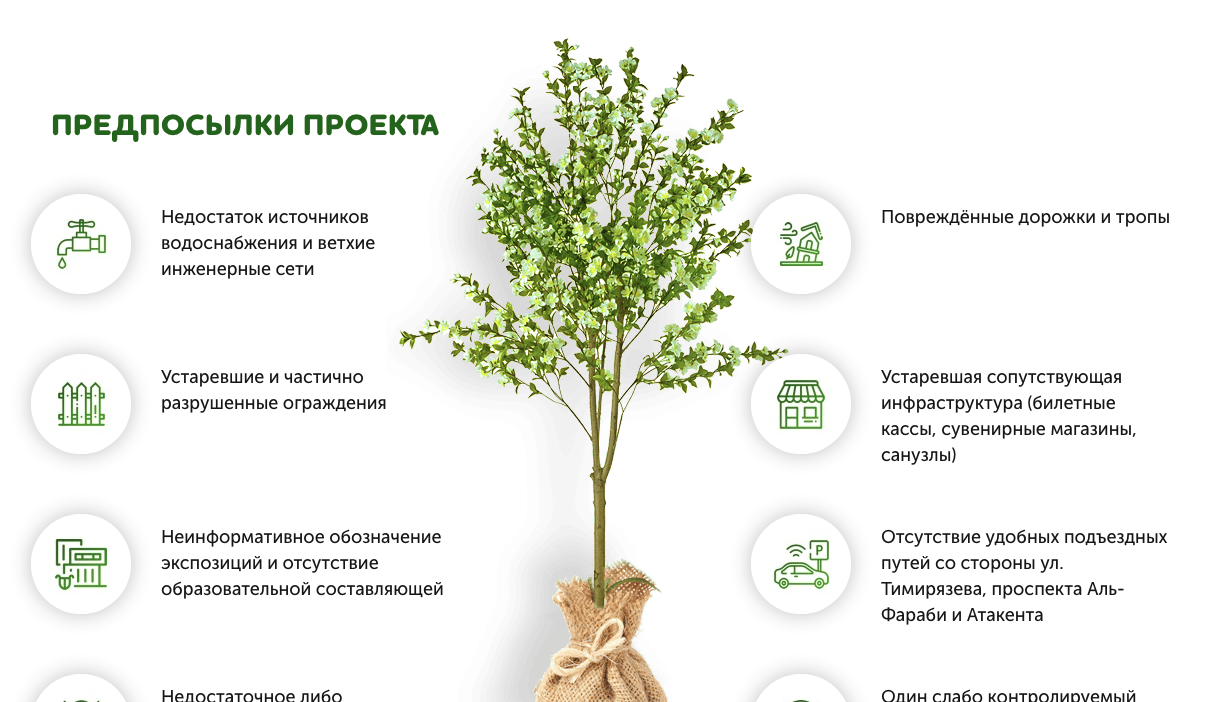 ПРЕДПОСЫЛКИ ПРОЕКТА
Недостаток источников
водоснабжения и ветхие
инженерные сети
Повреждённые дорожки и тропы
Устаревшие и частично
разрушенные ограждения
Устаревшая сопутствующая
инфраструктура (билетные
кассы, сувенирные магазины,
санузлы)
Неинформативное обозначение
экспозиций и отсутствие
образовательной составляющей
Отсутствие удобных подъездных
путей со стороны ул.
Тимирязева, проспекта Аль-
Фараби и Атакента
P
Недостаточное либо
Один слабо контролируемый